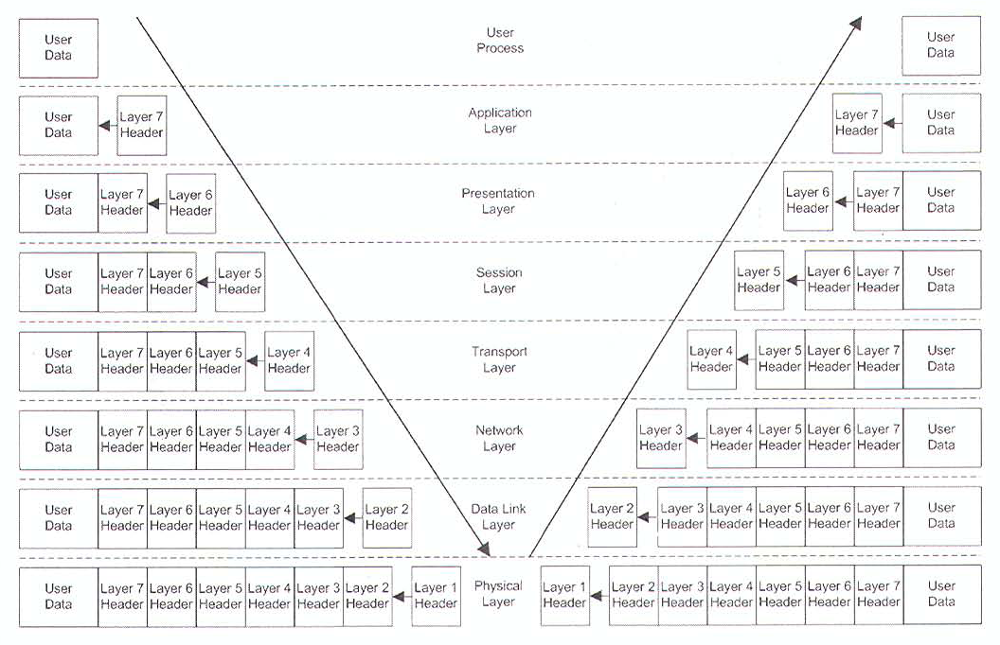 User User User
Data Process Data
User Layer 7 Application Layer 7 User
Data Header Layer Header Data
User Layer 7 Layer 6 Presentation Layer 6 Layer 7 User
Data Header Header Layer Header Header Data
User Layer 7 Layer 6 Layer 5 Session Layer 5 Layer 6 Layer 7 User
Data Header Header Header Layer Header Header Header Data
User Layer 7 Layer 6 Layer 5 Layer 4 Transport Layer 4 Layer 5 Layer 6 Layer 7 User
Data Header Header Header Header Layer Header Header Header Header Data
User Layer 7 Layer 6 Layer 5 Layer 4 Layer 3 Network Layer 3 Layer 4 Layer 5 Layer 6 Layer 7 User
Data Header Header Header Header Header Layer Header Header Header Header Header Data
User Layer 7 Layer 6 Layer 5 Layer 4 Layer 3 Layer 2 Data Link Layer 2 Layer 3 Layer 4 Layer 5 Layer 6 Layer 7 User
Data Header Header Header Header Header Header Layer Header Header Header Header Header Header Data
User Layer 7 Layer 6 Layer 5 Layer 4 Layer 3 Layer 2 Layer 1 Physical Layer 1 Layer 2 Layer 3 Layer 4 Layer 5 Layer 6 Layer 7 User
Data Header Header Header Header Header Header Header Layer Header Header Header Header Header Header Header Data